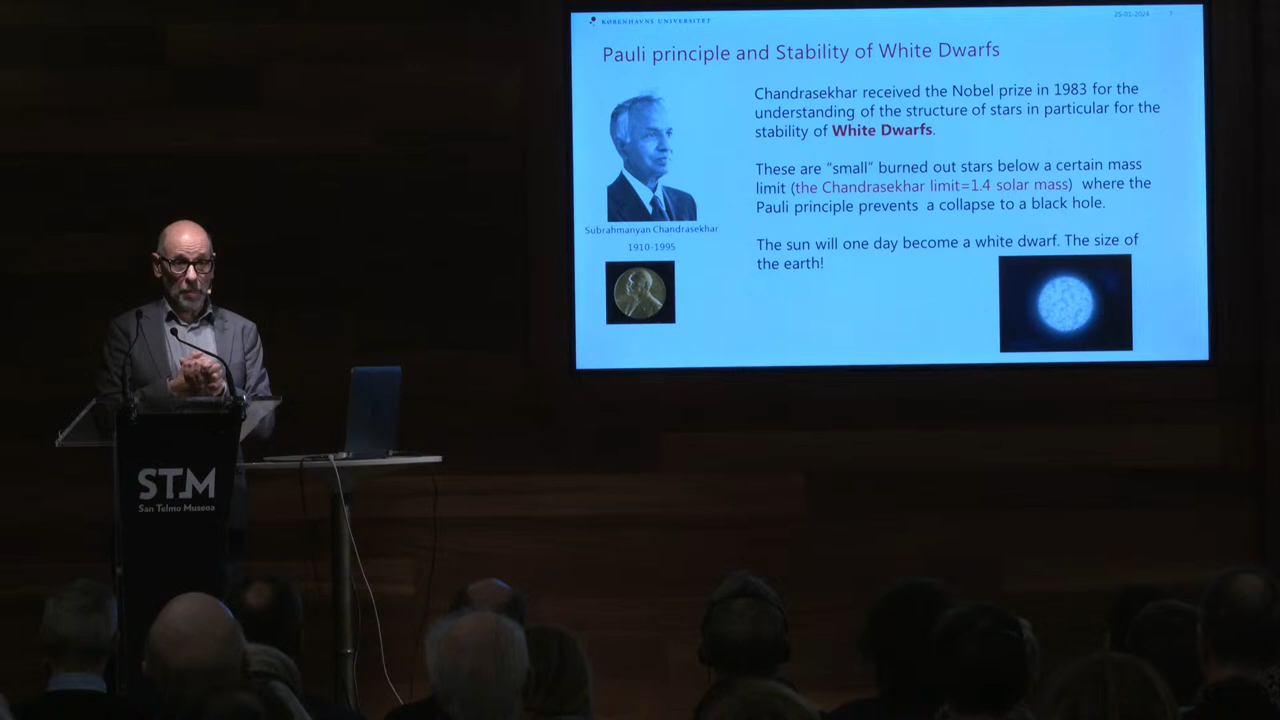 KØBENHAVNS UNIVERSITET
25-01-2024 7
Pauli principle and Stability of White Dwarfs
Chandrasekhar received the Nobel prize in 1983 for the
understanding of the structure of stars in particular for the
stability of White Dwarfs.
These are “small” burned out stars below a certain mass
limit (the Chandrasekhar limit=1.4 solar mass) where the
Pauli principle prevents a collapse to a black hole.
Subrahmanyan Chandrasekhar
1910-1995
The sun will one day become a white dwarf. The size of
the earth!
STM
San Telmo Museoa